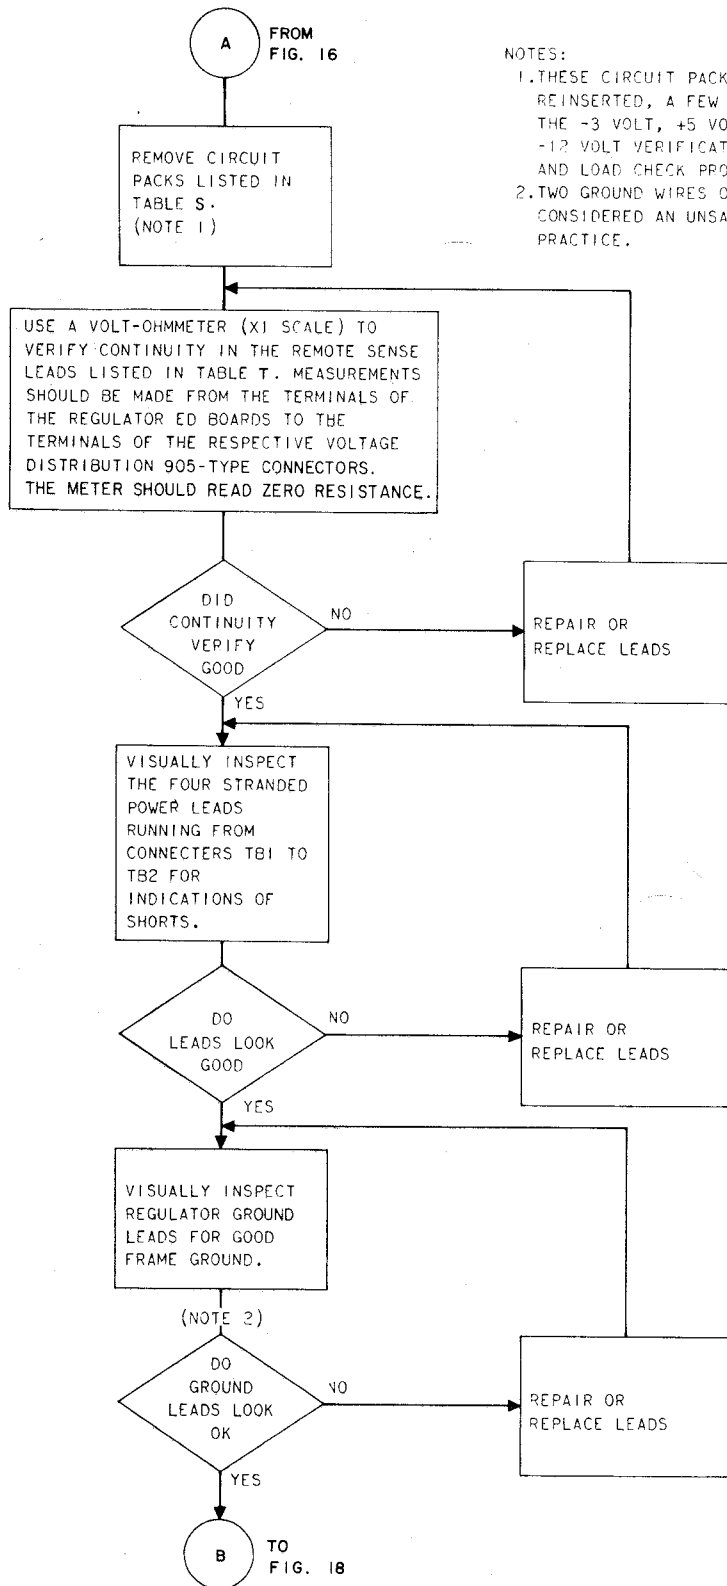 A
FROM
FIG. 16
NOTES:
1. THESE CIRCUIT PACK
REINSERTED, A FEW
THE -3 VOLT, +5 VO
-12 VOLT VERIFICAT
AND LOAD CHECK PRO
2. TWO GROUND WIRES O
CONSIDERED AN UNSA
PRACTICE.
REMOVE CIRCUIT
PACKS LISTED IN
TABLE S.
(NOTE 1)
USE A VOLT-OHMMETER (X1 SCALE) TO
VERIFY CONTINUITY IN THE REMOTE SENSE
LEADS LISTED IN TABLE T. MEASUREMENTS
SHOULD BE MADE FROM THE TERMINALS OF
THE REGULATOR ED BOARDS TO THE
TERMINALS OF THE RESPECTIVE VOLTAGE
DISTRIBUTION 905-TYPE CONNECTORS.
THE METER SHOULD READ ZERO RESISTANCE.
DID
CONTINUITY
VERIFY
GOOD
NO
REPAIR OR
REPLACE LEADS
YES
VISUALLY INSPECT
THE FOUR STRANDED
POWER LEADS
RUNNING FROM
CONNECTERS TB1 TO
TB2 FOR
INDICATIONS OF
SHORTS.
DO
LEADS LOOK
GOOD
NO
REPAIR OR
REPLACE LEADS
YES
VISUALLY INSPECT
REGULATOR GROUND
LEADS FOR GOOD
FRAME GROUND.
(NOTE 2)
DO
GROUND
LEADS LOOK
OK
NO
REPAIR OR
REPLACE LEADS
YES
B
TO
FIG. 18